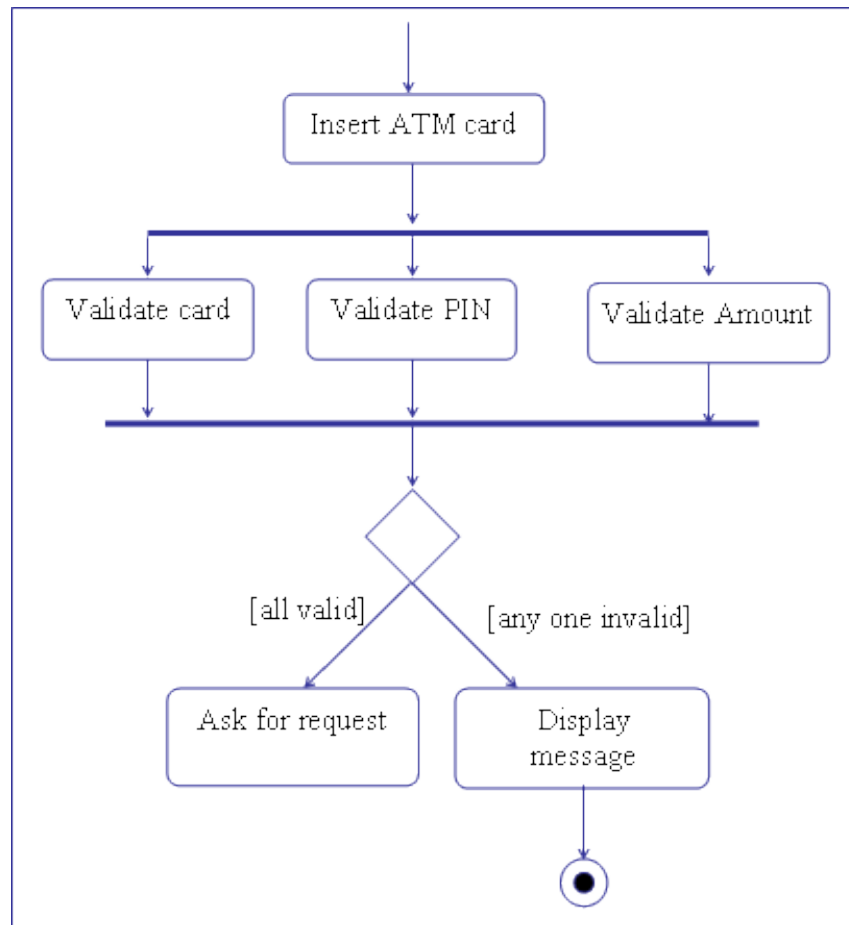 Insert ATM card
Validate card
Validate PIN
Validate Amount
[all valid]
[any one invalid]
Ask for request
Display
message